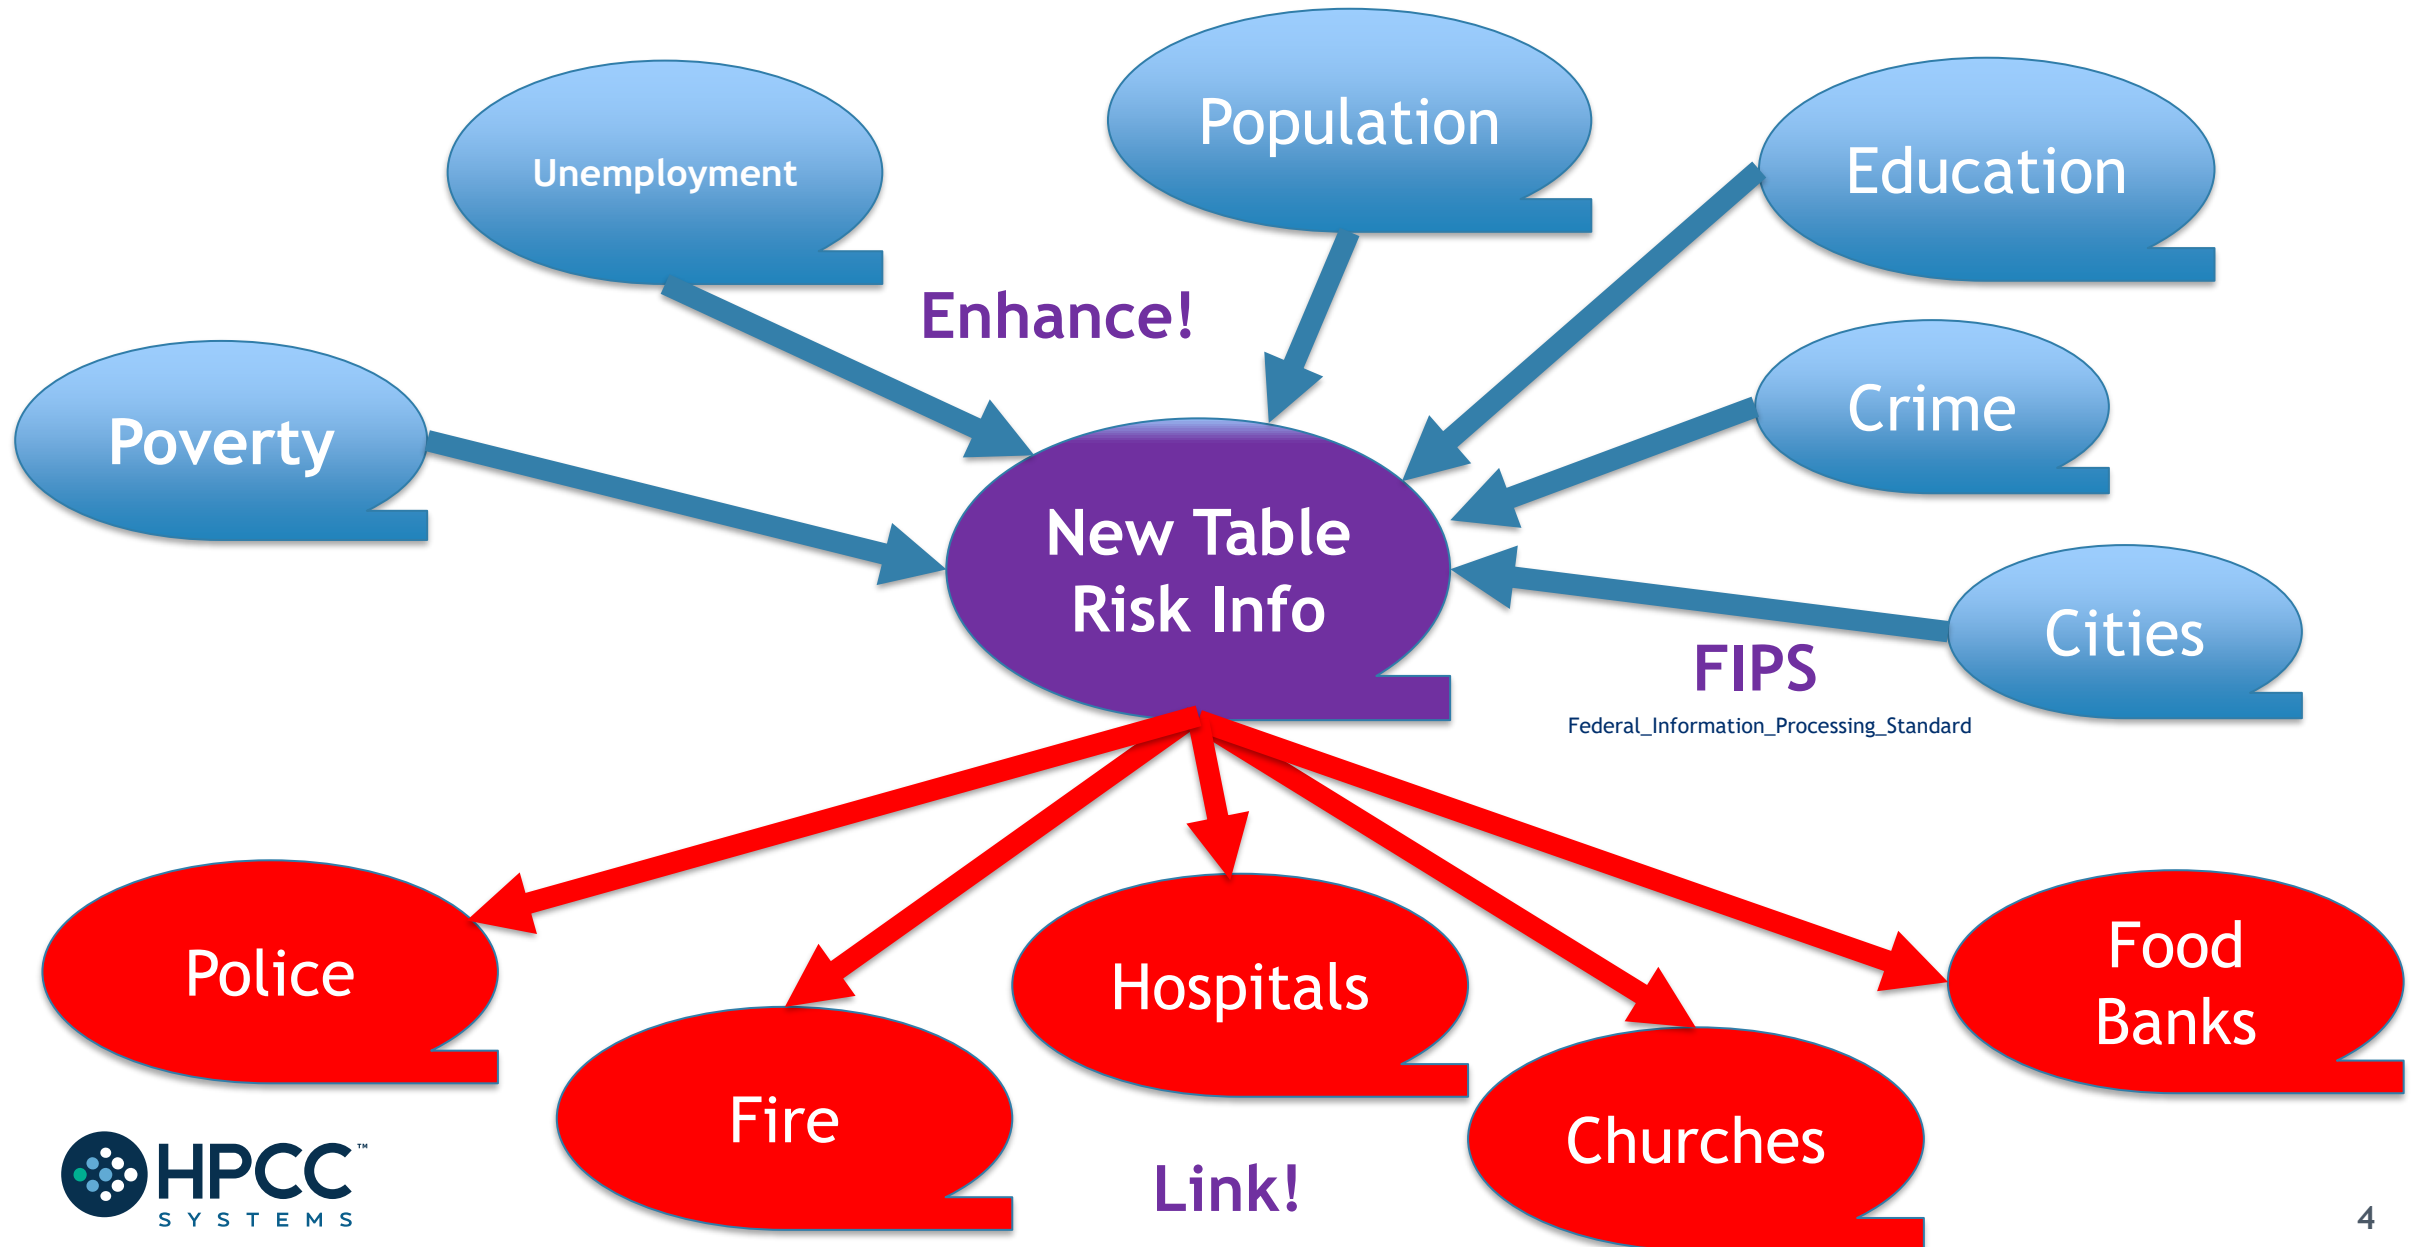 Population
Unemployment
Education
Enhance!
Crime
Poverty
New Table
Risk Info
Cities
FIPS
Federal_Information_Processing_Standard
Police
Hospitals
Food
Banks
Fire
Churches
HPCC™
SYSTEMS
Link!
4